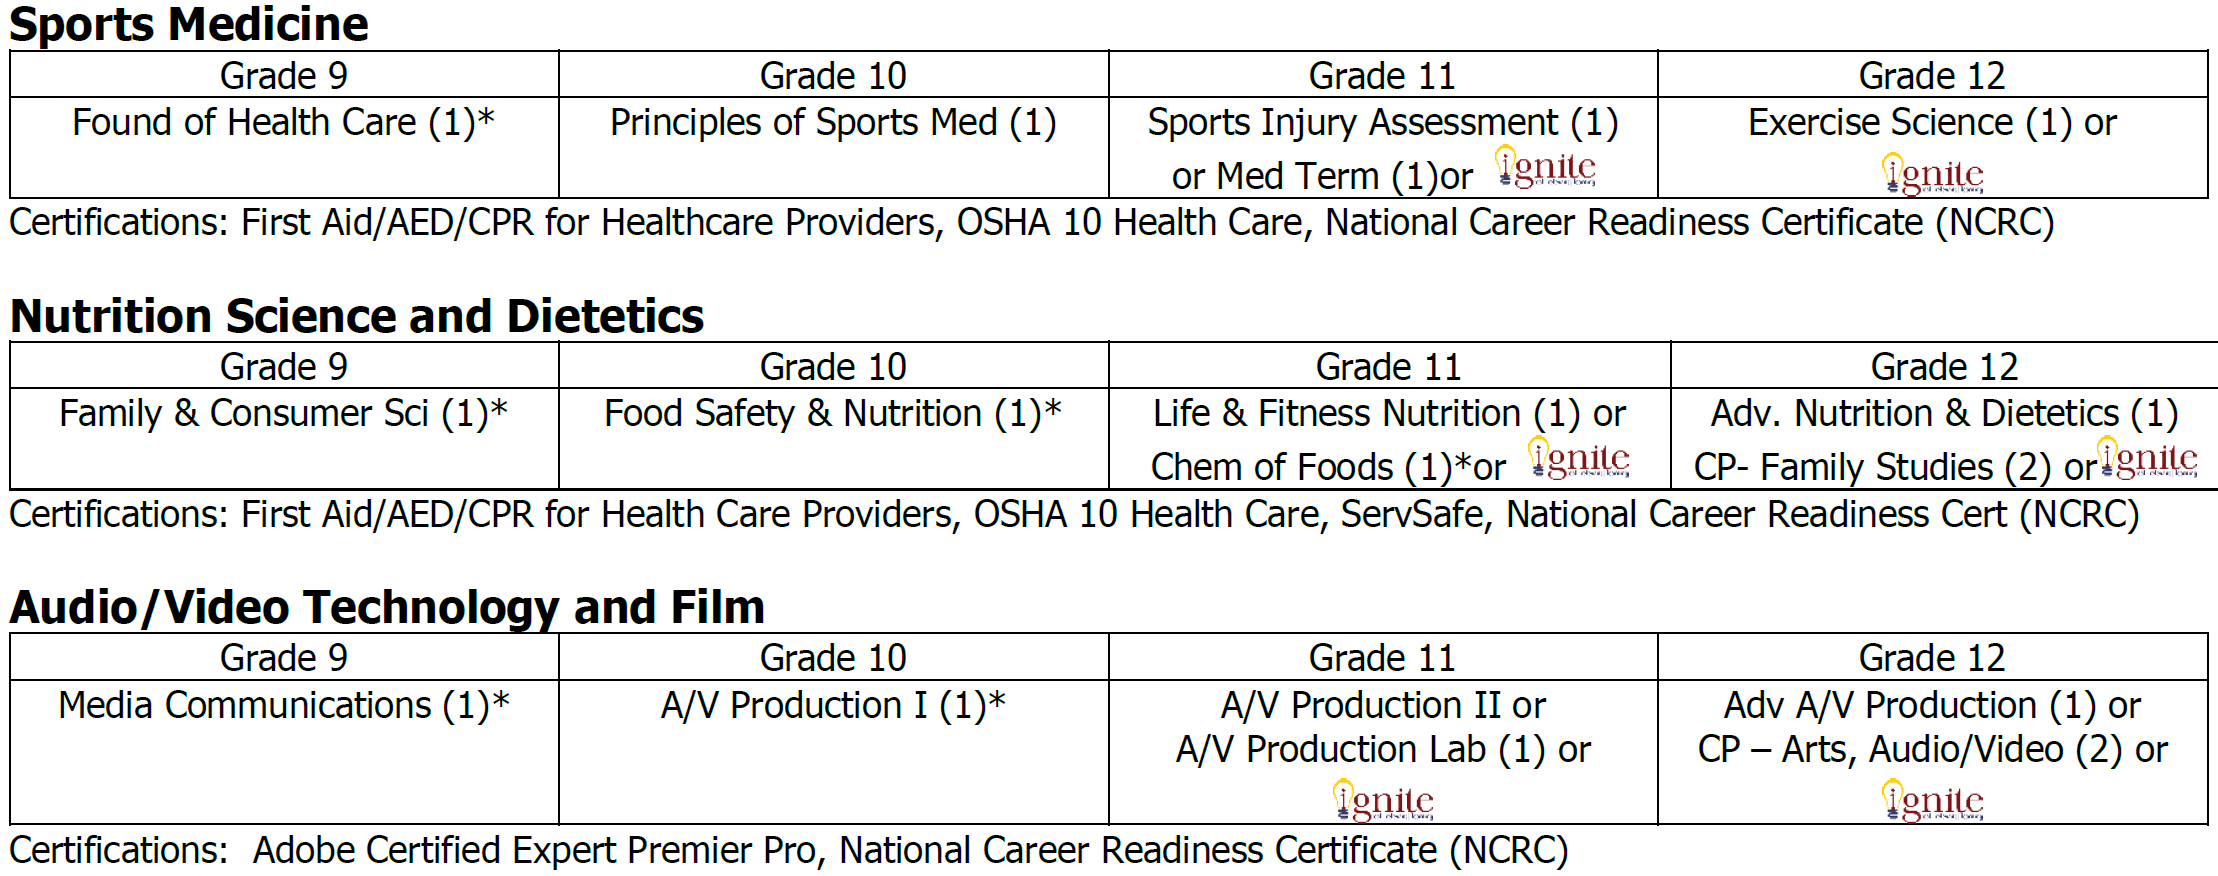 Sports Medicine
Grade 9 Grade 10 Grade 11 Grade 12
Found of Health Care (1)* Principles of Sports Med (1) Sports Injury Assessment (1) Exercise Science (1) or
or Med Term (1)or ignite ignite
Certifications: First Aid/AED/CPR for Healthcare Providers, OSHA 10 Health Care, National Career Readiness Certificate (NCRC)
Nutrition Science and Dietetics
Grade 9 Grade 10 Grade 11 Grade 12
Family & Consumer Sci (1)* Food Safety & Nutrition (1)* Life & Fitness Nutrition (1) or Adv. Nutrition & Dietetics (1)
Chem of Foods (1)*or ignite CP- Family Studies (2) or ignite
Certifications: First Aid/AED/CPR for Health Care Providers, OSHA 10 Health Care, ServSafe, National Career Readiness Cert (NCRC)
Audio/Video Technology and Film
Grade 9 Grade 10 Grade 11 Grade 12
Media Communications (1)* A/V Production I (1)* A/V Production II or Adv A/V Production (1) or
A/V Production Lab (1) or CP – Arts, Audio/Video (2) or
ignite ignite
Certifications:  Adobe Certified Expert Premier Pro, National Career Readiness Certificate (NCRC)